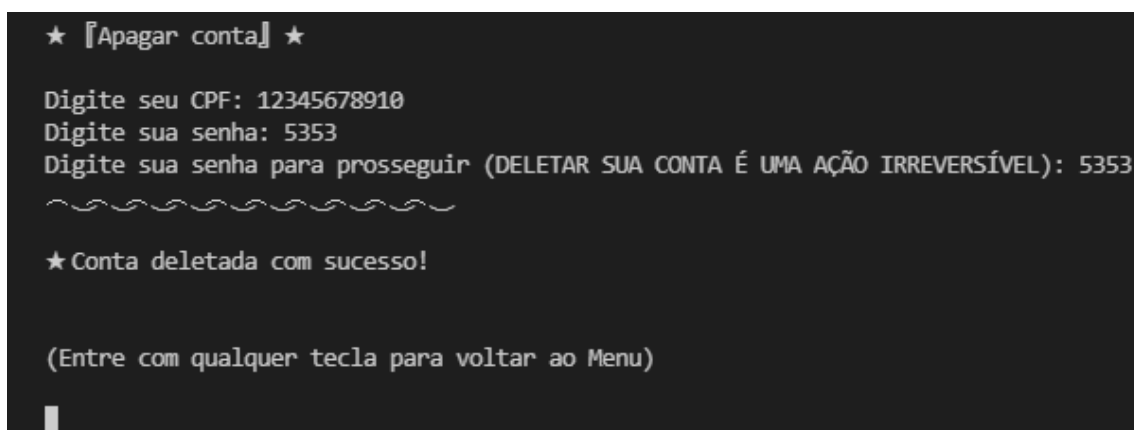 ★ 『Apagar conta』 ★
Digite seu CPF: 12345678910
Digite sua senha: 5353
Digite sua senha para prosseguir (DELETAR SUA CONTA É UMA AÇÃO IRREVERSÍVEL): 5353
★ Conta deletada com sucesso!
(Entre com qualquer tecla para voltar ao Menu)